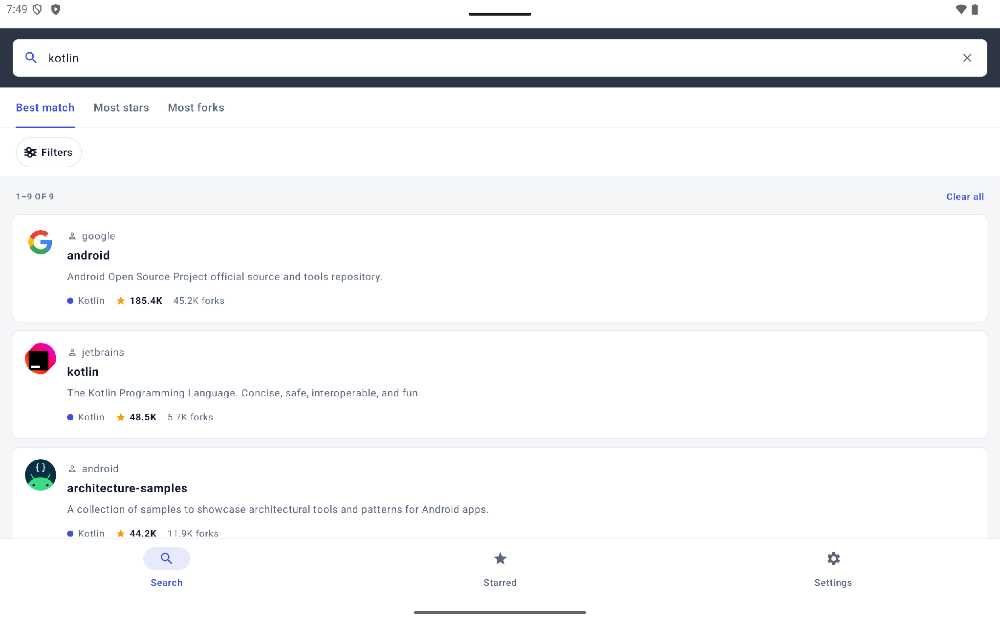 7:49
kotlin
Best match
Most stars
Most forks
Filters
1–9 OF 9
Clear all
google
android
Android Open Source Project official source and tools repository.
Kotlin 185.4K 45.2K forks
jetbrains
kotlin
The Kotlin Programming Language. Concise, safe, interoperable, and fun.
Kotlin 48.5K 5.7K forks
android
architecture-samples
A collection of samples to showcase architectural tools and patterns for Android apps.
Kotlin 44.2K 11.9K forks
Search
Starred
Settings